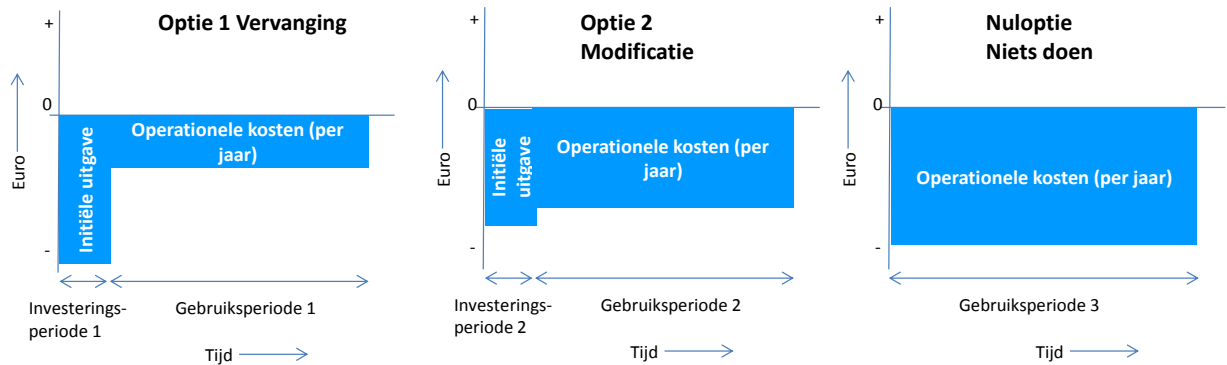 Optie 1 Vervanging
+
0
-
Euro
Initiële uitgave
Operationele kosten (per
jaar)
Investerings-
periode 1
Gebruiksperiode 1
Tijd
Optie 2
Modificatie
+
0
-
Euro
Initiële
uitgave
Operationele kosten (per
jaar)
Investerings-
periode 2
Gebruiksperiode 2
Tijd
Nuloptie
Niets doen
+
0
-
Euro
Operationele kosten (per jaar)
Gebruiksperiode 3
Tijd